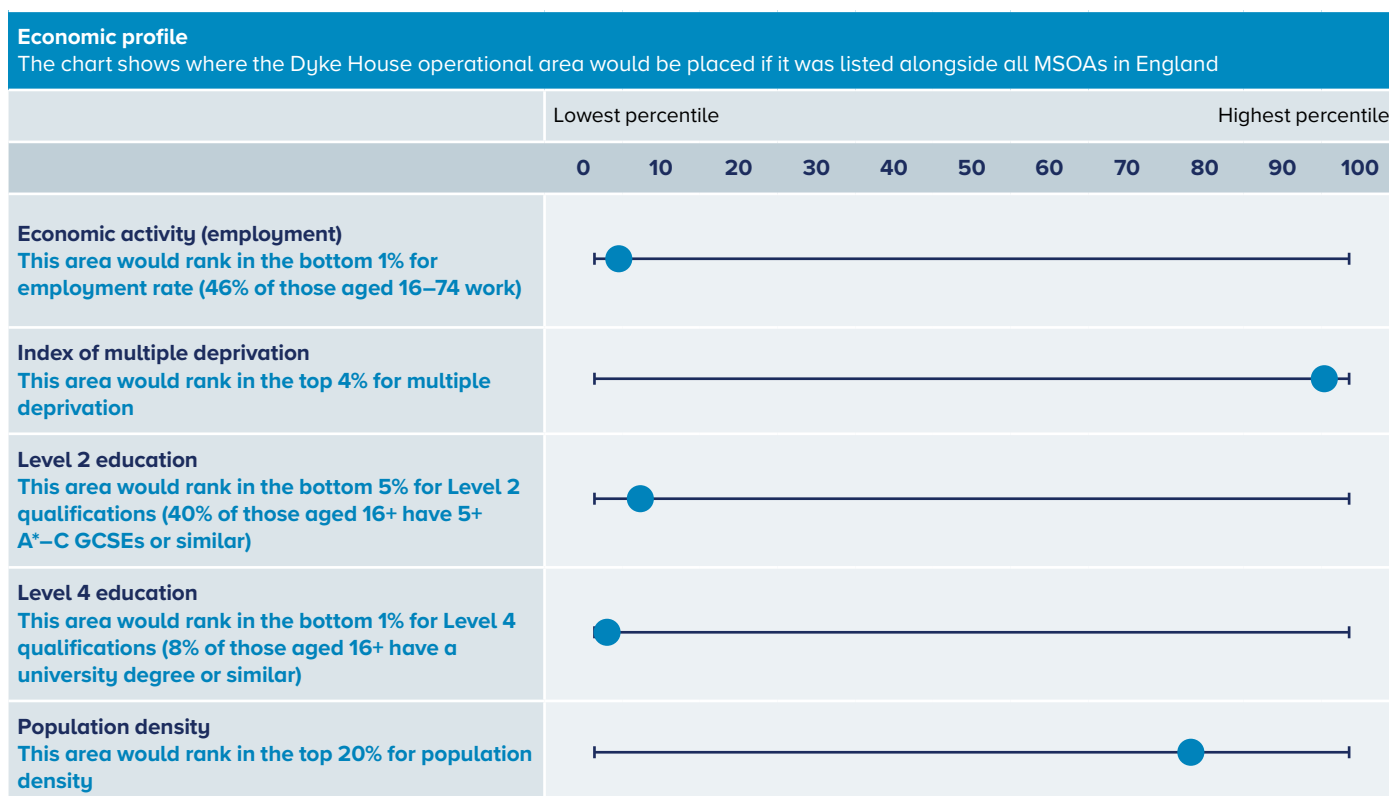 Economic profile
The chart shows where the Dyke House operational area would be placed if it was listed alongside all MSOAs in England
Lowest percentile Highest percentile
0 10 20 30 40 50 60 70 80 90 100
Economic activity (employment)
This area would rank in the bottom 1% for
employment rate (46% of those aged 16–74 work)
Index of multiple deprivation
This area would rank in the top 4% for multiple
deprivation
Level 2 education
This area would rank in the bottom 5% for Level 2
qualifications (40% of those aged 16+ have 5+
A*–C GCSEs or similar)
Level 4 education
This area would rank in the bottom 1% for Level 4
qualifications (8% of those aged 16+ have a
university degree or similar)
Population density
This area would rank in the top 20% for population
density